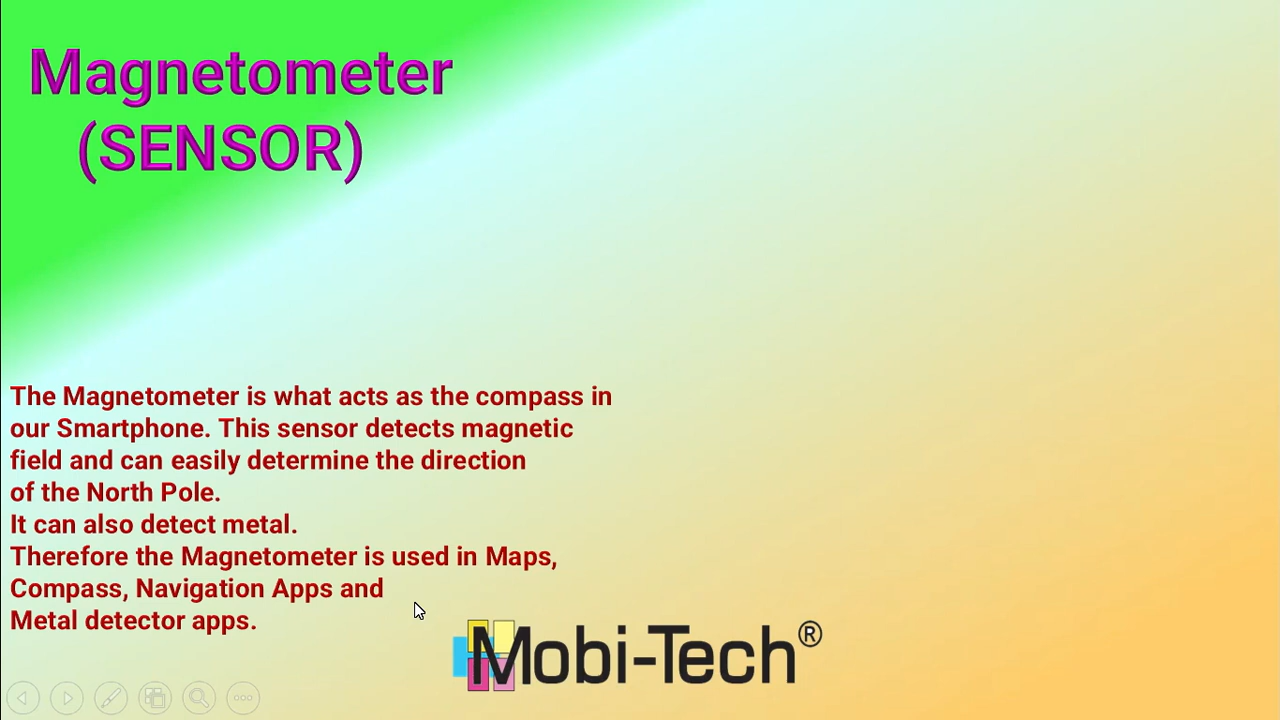 Magnetometer
(SENSOR)
The Magnetometer is what acts as the compass in
our Smartphone. This sensor detects magnetic
field and can easily determine the direction
of the North Pole.
It can also detect metal.
Therefore the Magnetometer is used in Maps,
Compass, Navigation Apps and
Metal detector apps.
Mobi-Tech®